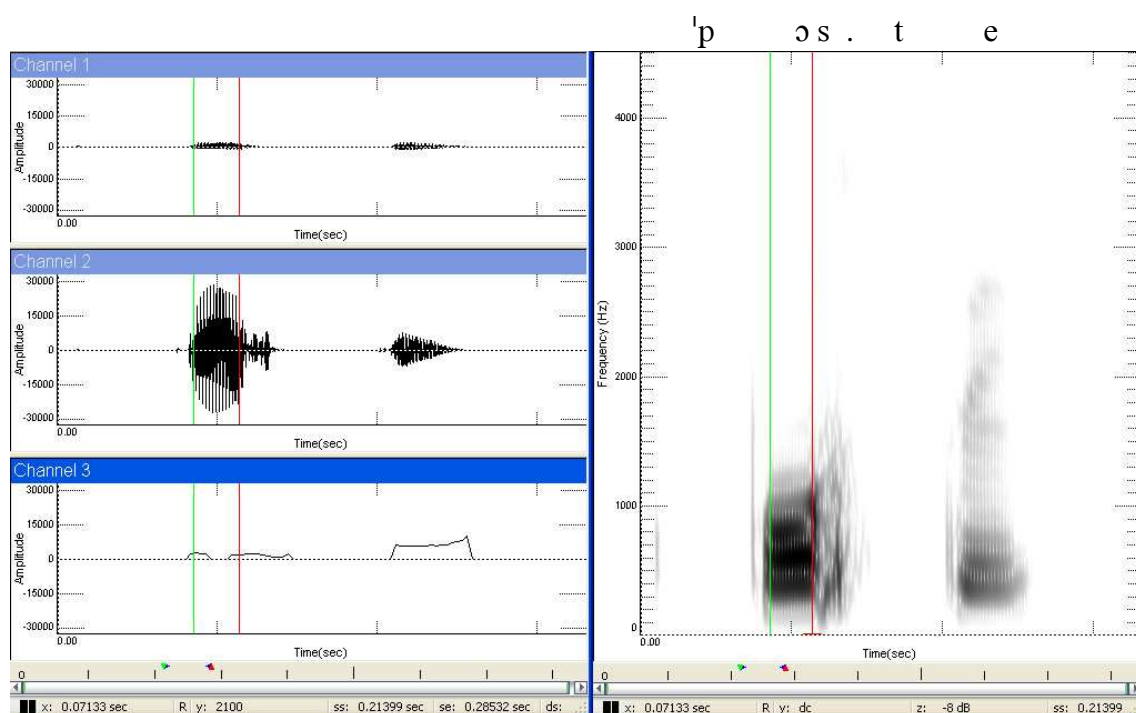 ˈp ɔ s . t e
Channel 1
30000
15000
0
-15000
-30000
Amplitude
0.00
Time(sec)
Channel 2
30000
15000
0
-15000
-30000
Amplitude
0.00
Time(sec)
Channel 3
30000
15000
0
-15000
-30000
Amplitude
0.00
Time(sec)
0 1
x: 0.07133 sec R y: 2100 ss: 0.21399 sec se: 0.28532 sec ds:
4000
3000
2000
1000
0
Frequency (Hz)
0.00
Time(sec)
0 1
x: 0.07133 sec R y: dc z: -8 dB ss: 0.21399